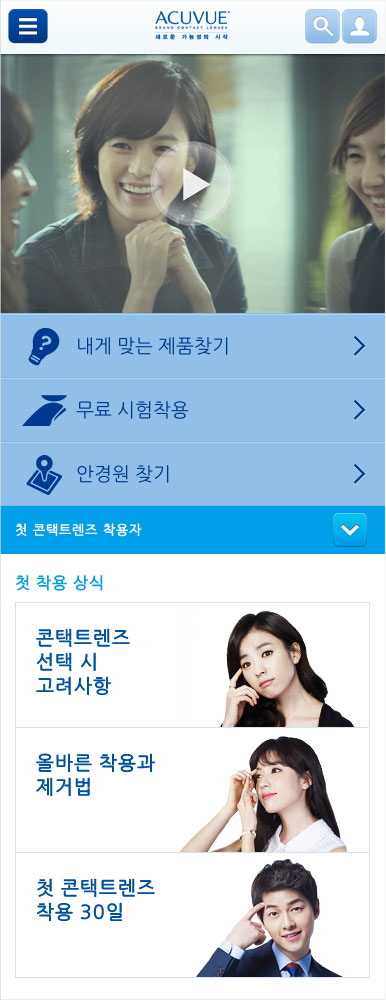 ACUVUE®
BRAND CONTACT LENSES
새로운 가능성의 시작
?
내게 맞는 제품찾기
무료 시험착용
안경원 찾기
첫 콘택트렌즈 착용자
첫 착용 상식
콘택트렌즈
선택 시
고려사항
올바른 착용과
제거법
첫 콘택트렌즈
착용 30일